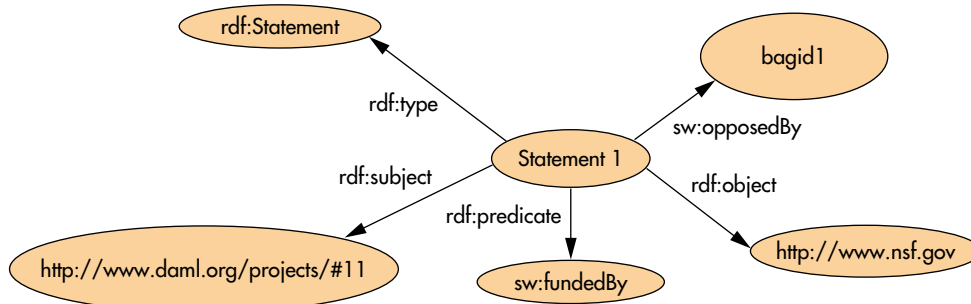 rdf:Statement
bagid1
rdf:type
sw:opposedBy
Statement 1
rdf:subject
rdf:object
rdf:predicate
http://www.daml.org/projects/#11
http://www.nsf.gov
sw:fundedBy